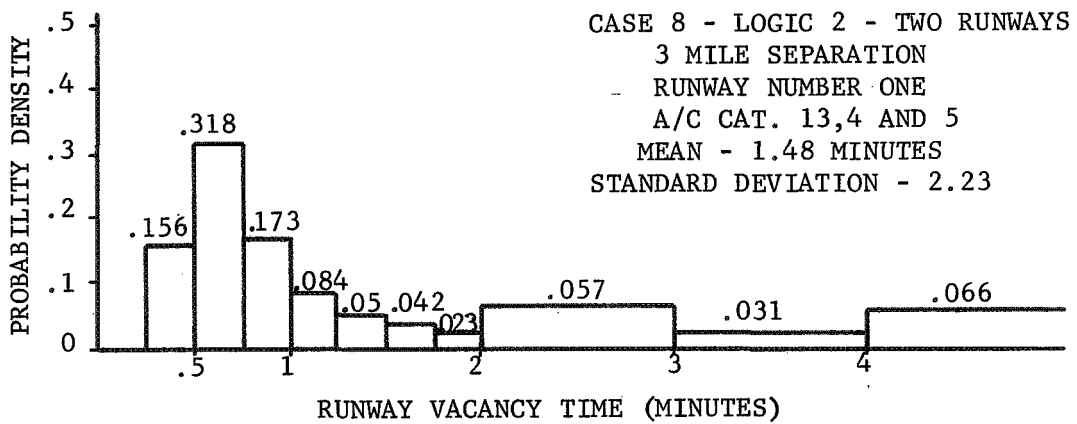 CASE 8 - LOGIC 2 - TWO RUNWAYS
3 MILE SEPARATION
RUNWAY NUMBER ONE
A/C CAT. 13,4 AND 5
MEAN - 1.48 MINUTES
STANDARD DEVIATION - 2.23
PROBABILITY DENSITY
.5
.4
.3
.2
.1
0
.156
.318
.173
.084
.05
.042
.023
.057
.031
.066
.5 1 2 3 4
RUNWAY VACANCY TIME (MINUTES)